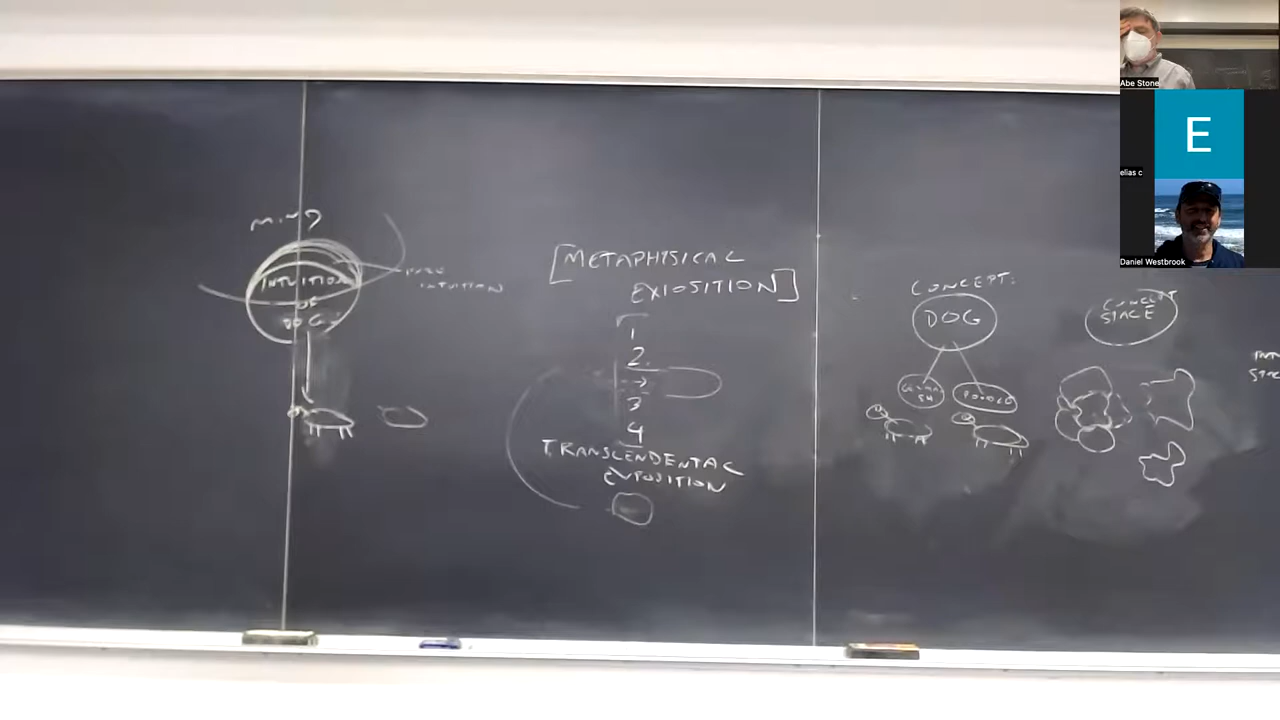 MIND
INTUITION
OF
DOG
PURE
INTUITION
[METAPHYSICAL
EXPOSITION]
1
2.
→
3
4
TRANSCENDENTAL
EXPOSITION
CONCEPT:
DOG
POODLE
CONCEPT
SPACE
Abe Stone
E
elias c
Daniel Westbrook